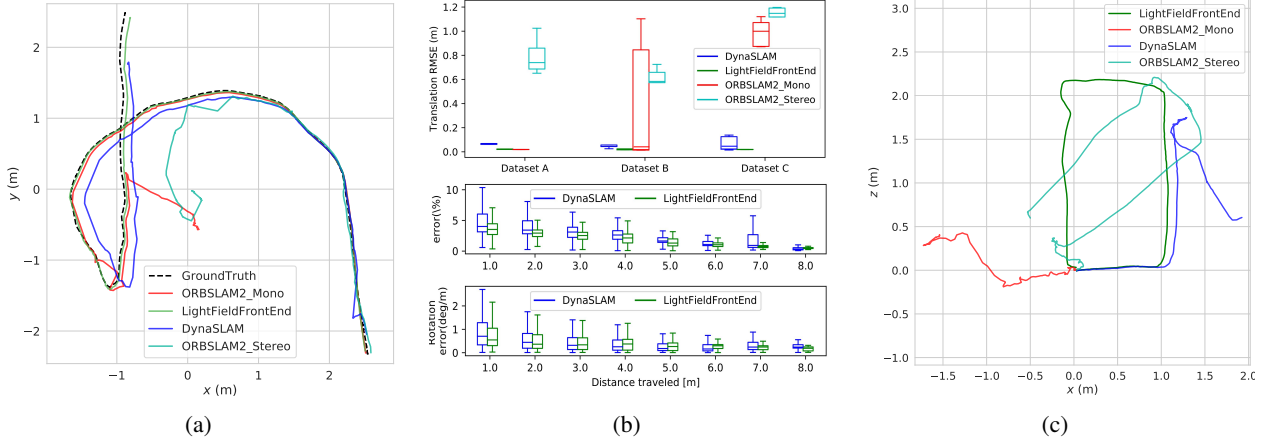 2
1
0
−1
−2
y (m)
−1
0
1
2
x (m)
GroundTruth
ORBSLAM2_Mono
LightFieldFrontEnd
DynaSLAM
ORBSLAM2_Stereo
(a)
Translation RMSE (m)
1.2
1.0
0.8
0.6
0.4
0.2
0.0
DynaSLAM
LightFieldFrontEnd
ORBSLAM2_Mono
ORBSLAM2_Stereo
Dataset A Dataset B Dataset C
error(\%)
10
5
0
DynaSLAM LightFieldFrontEnd
1.0 2.0 3.0 4.0 5.0 6.0 7.0 8.0
Rotation
error(deg/m)
2
1
0
DynaSLAM LightFieldFrontEnd
1.0 2.0 3.0 4.0 5.0 6.0 7.0 8.0
Distance traveled [m]
(b)
z (m)
3.0
2.5
2.0
1.5
1.0
0.5
0.0
−0.5
−1.0
LightFieldFrontEnd
ORBSLAM2_Mono
DynaSLAM
ORBSLAM2_Stereo
−1.5 −1.0 −0.5 0.0 0.5 1.0 1.5 2.0
x (m)
(c)